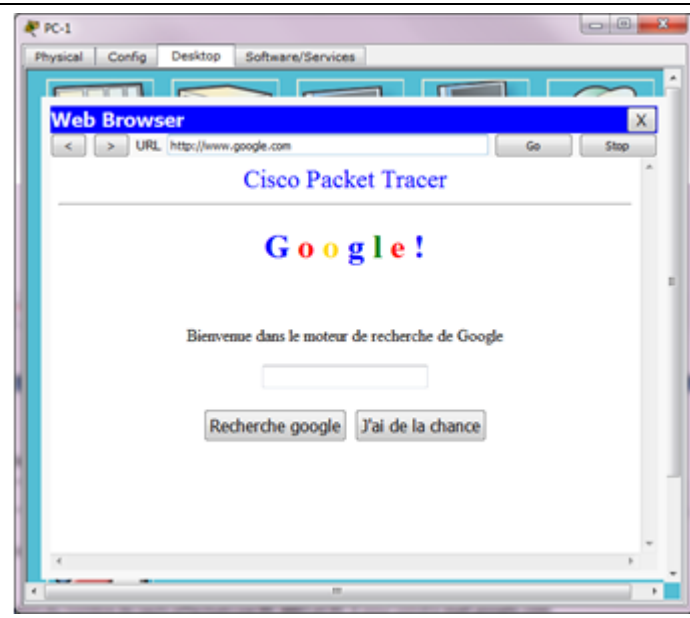 PC-1
Physical Config Desktop Software/Services
Web Browser X
< > URL http://www.google.com Go Stop
Cisco Packet Tracer
Google!
Bienvenue dans le moteur de recherche de Google
Recherche google J'ai de la chance